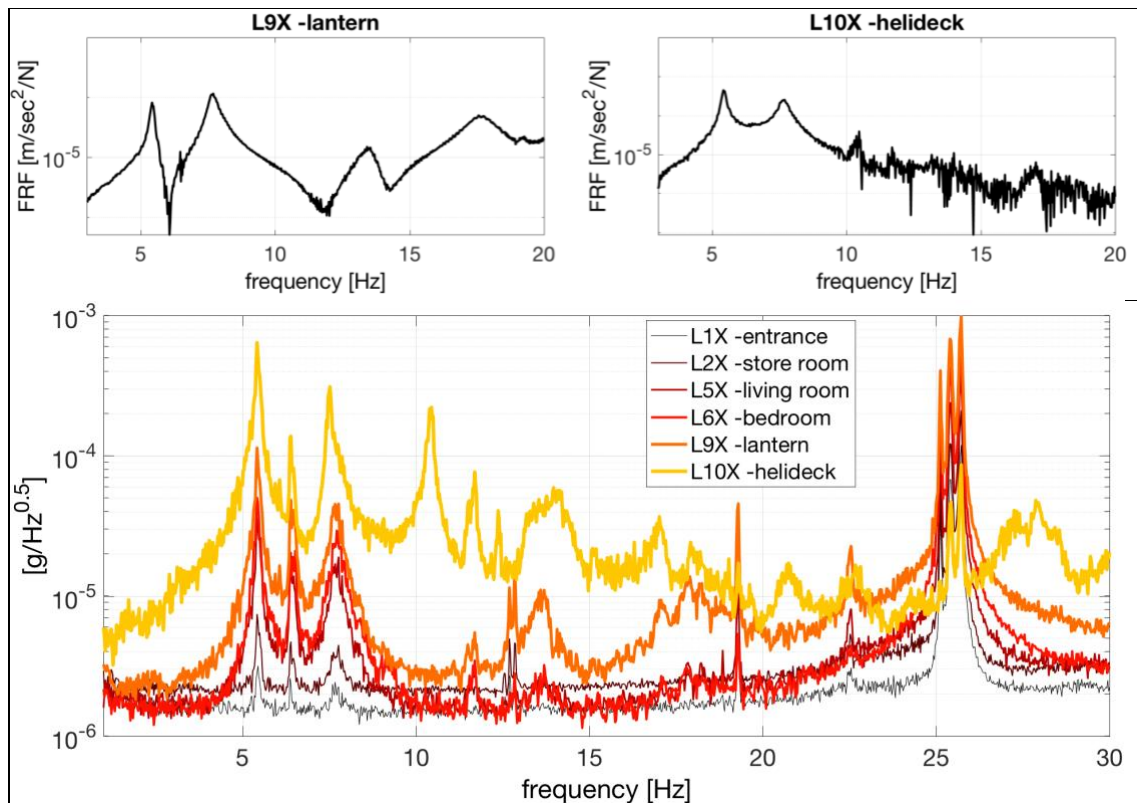 L9X -lantern
L10X -helideck
FRF [m/sec²/N]
10⁻⁵
5 10 15 20
frequency [Hz]
FRF [m/sec²/N]
10⁻⁵
5 10 15 20
frequency [Hz]
[g/Hz⁰·⁵]
10⁻³
10⁻⁴
10⁻⁵
10⁻⁶
L1X -entrance
L2X -store room
L5X -living room
L6X -bedroom
L9X -lantern
L10X -helideck
5 10 15 20 25 30
frequency [Hz]